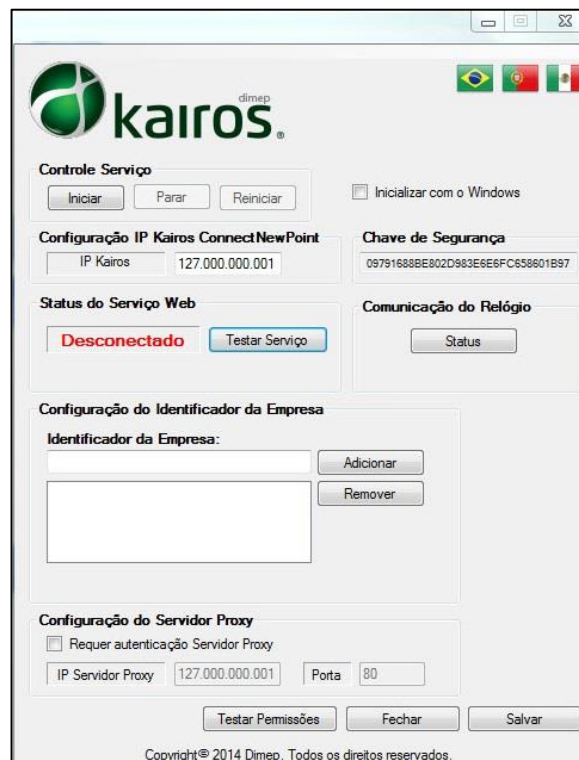 dimep
kairos®
Controle Serviço
Iniciar Parar Reiniciar
Inicializar com o Windows
Configuração IP Kairos ConnectNewPoint
IP Kairos 127.000.000.001
Chave de Segurança
09791688BE802D983E6E6FC658601B97
Status do Serviço Web
Desconectado Testar Serviço
Comunicação do Relógio
Status
Configuração do Identificador da Empresa
Identificador da Empresa:
Adicionar
Remover
Configuração do Servidor Proxy
Requer autenticação Servidor Proxy
IP Servidor Proxy 127.000.000.001 Porta 80
Testar Permissões Fechar Salvar
Copyright© 2014 Dimep. Todos os direitos reservados.